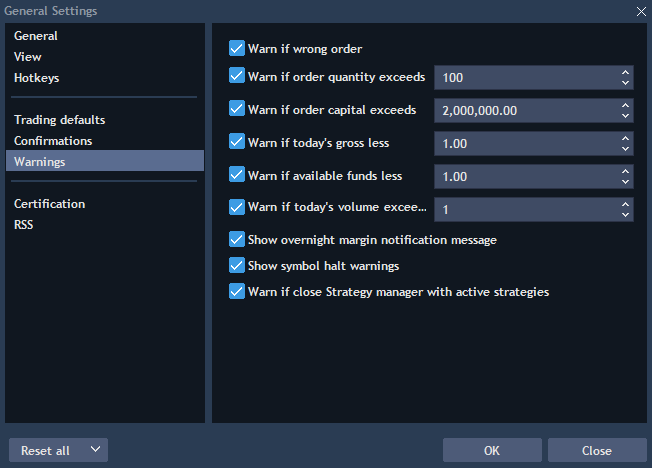 General Settings
General
View
Hotkeys
Trading defaults
Confirmations
Warnings
Certification
RSS
Warn if wrong order
Warn if order quantity exceeds 100
Warn if order capital exceeds 2,000,000.00
Warn if today's gross less 1.00
Warn if available funds less 1.00
Warn if today's volume excee... 1
Show overnight margin notification message
Show symbol halt warnings
Warn if close Strategy manager with active strategies
Reset all OK Close